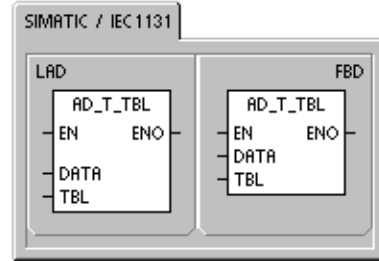 SIMATIC / IEC1131
LAD
FBD
AD_T_TBL
EN ENO
DATA
TBL
AD_T_TBL
EN ENO
DATA
TBL